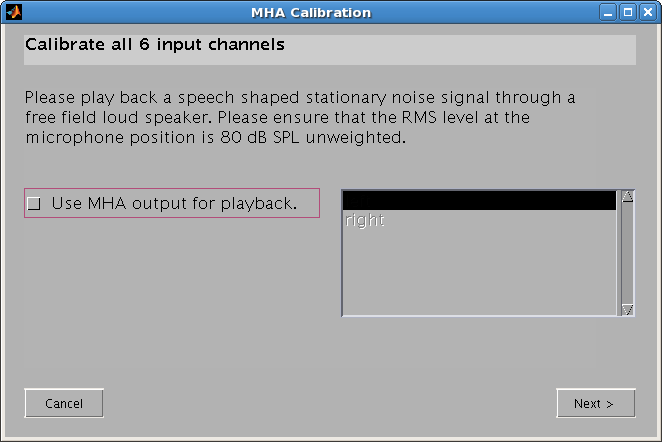 MHA Calibration
Calibrate all 6 input channels
Please play back a speech shaped stationary noise signal through a
free field loud speaker. Please ensure that the RMS level at the
microphone position is 80 dB SPL unweighted.
Use MHA output for playback.
right
Cancel
Next >